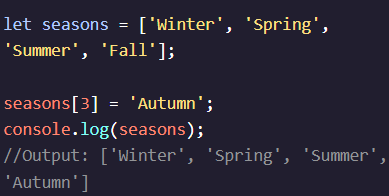 let seasons = ['Winter', 'Spring',
'Summer', 'Fall'];
seasons[3] = 'Autumn';
console.log(seasons);
//Output: ['Winter', 'Spring', 'Summer',
'Autumn']